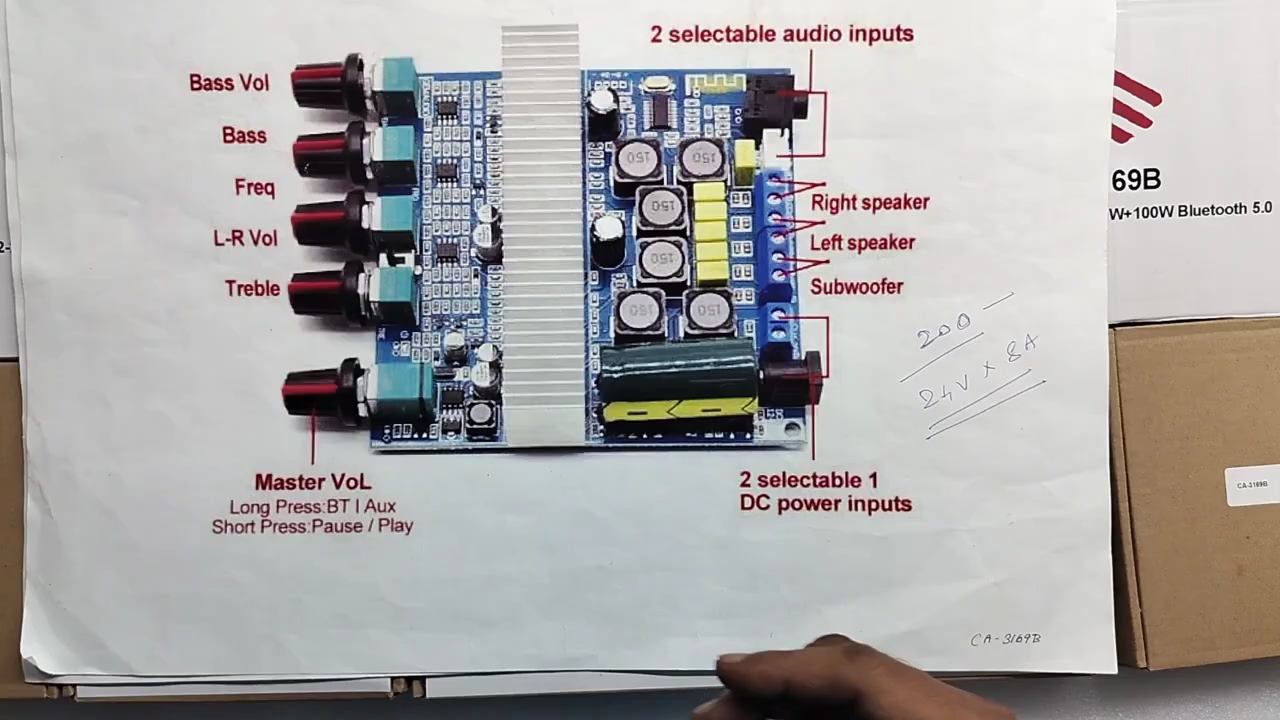 2 selectable audio inputs
Bass Vol
Bass
Freq
L-R Vol
Treble
150
150
150
150
150
150
Right speaker
Left speaker
Subwoofer
200
24V x 8A
Master VoL
Long Press:BT I Aux
Short Press:Pause / Play
2 selectable 1
DC power inputs
CA-3169B
69B
W+100W Bluetooth 5.0
CA-3169B